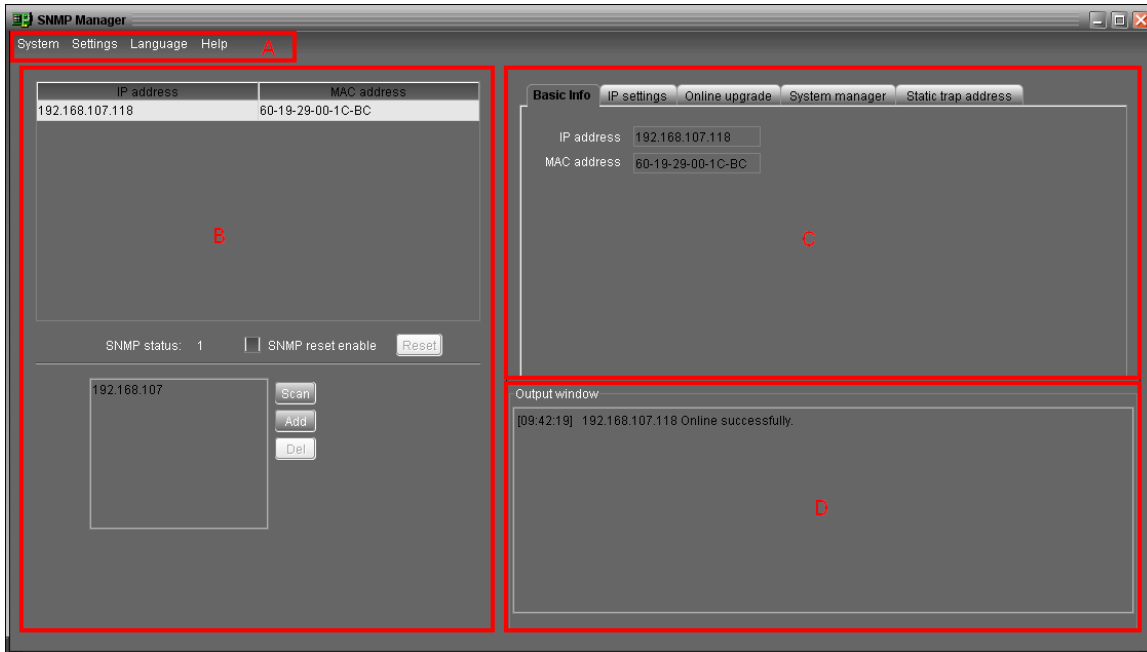 SNMP Manager
System Settings Language Help A
IP address MAC address
192.168.107.118 60-19-29-00-1C-BC
B
SNMP status: 1 SNMP reset enable Reset
192.168.107
Scan
Add
Del
Basic Info IP settings Online upgrade System manager Static trap address
IP address 192.168.107.118
MAC address 60-19-29-00-1C-BC
C
Output window
[09:42:19] 192.168.107.118 Online successfully.
D